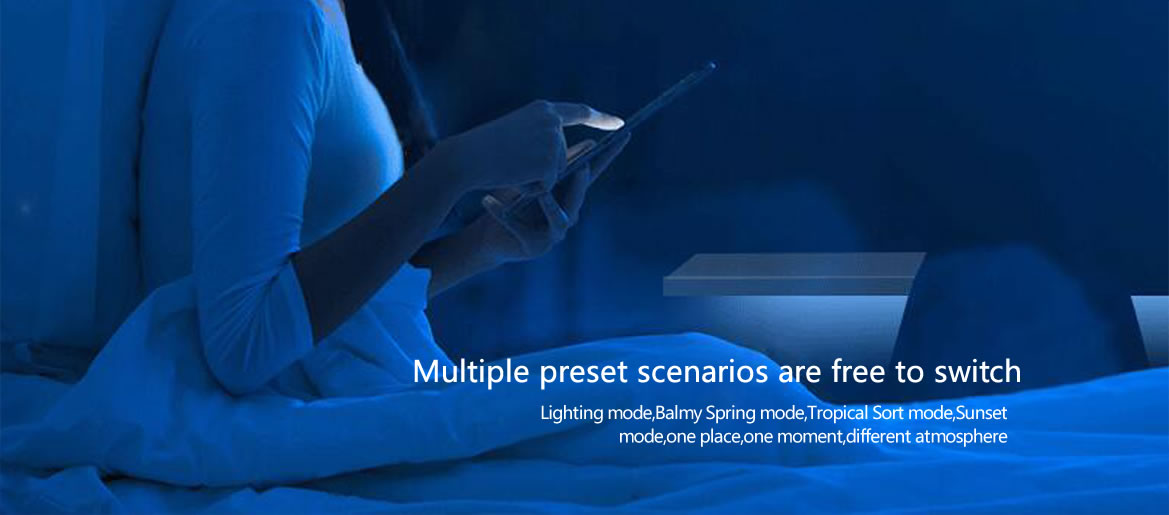 Multiple preset scenarios are free to switch
Lighting mode,Balmy Spring mode,Tropical Sort mode,Sunset
mode,one place,one moment,different atmosphere